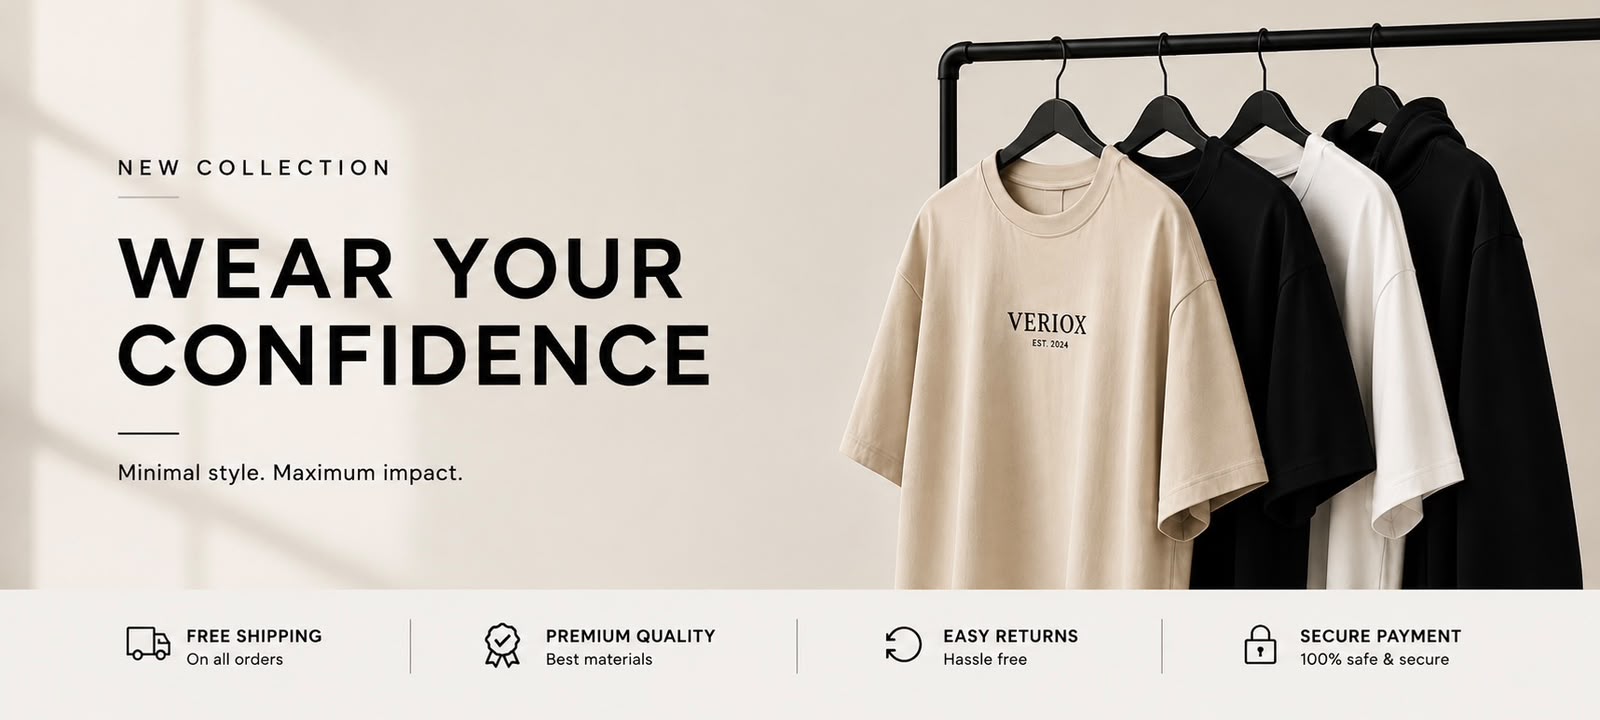 NEW COLLECTION
WEAR YOUR
CONFIDENCE
Minimal style. Maximum impact.
VERIOX
EST. 2024
FREE SHIPPING
On all orders
PREMIUM QUALITY
Best materials
EASY RETURNS
Hassle free
SECURE PAYMENT
100% safe & secure